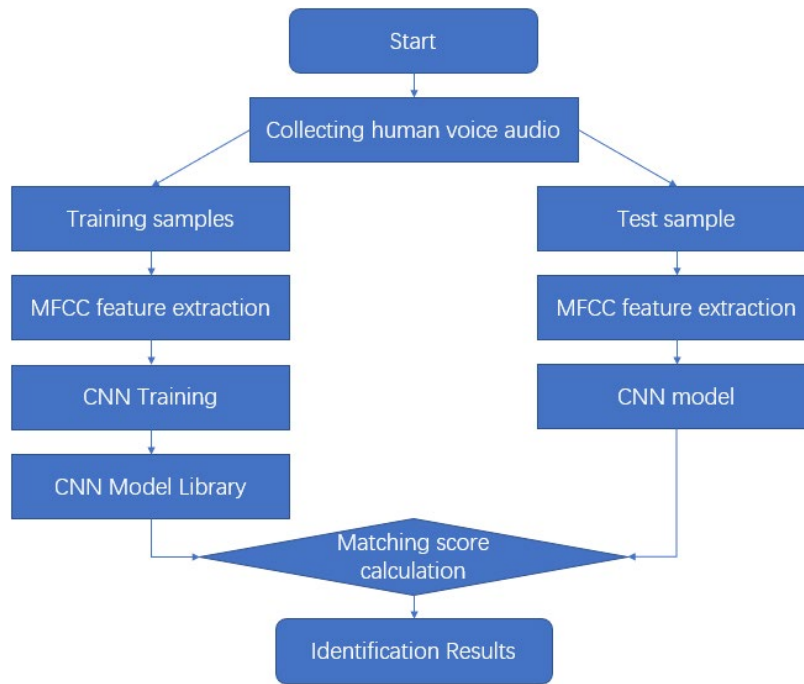 Start
Collecting human voice audio
Training samples
Test sample
MFCC feature extraction
MFCC feature extraction
CNN Training
CNN model
CNN Model Library
Matching score
calculation
Identification Results